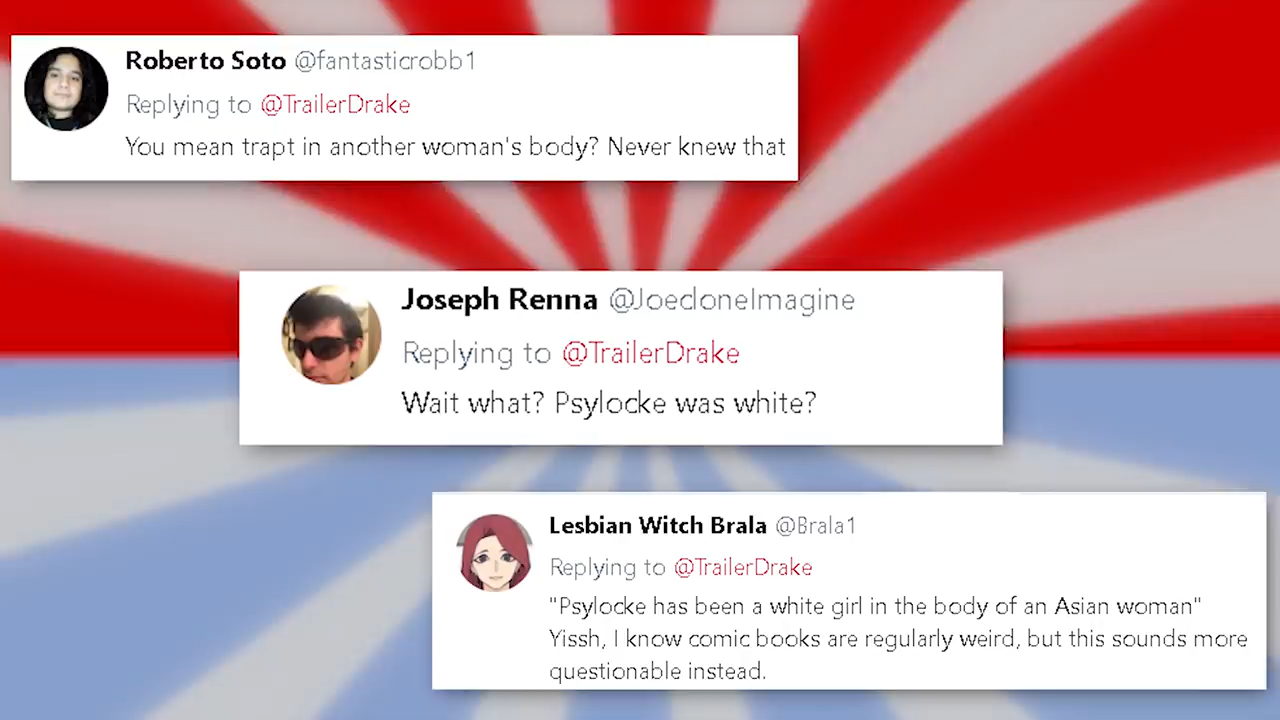 Roberto Soto @fantasticrobb1
Replying to @TrailerDrake
You mean trapt in another woman's body? Never knew that
Joseph Renna @JoedoneImagine
Replying to @TrailerDrake
Wait what? Psylocke was white?
Lesbian Witch Brala @Brala1
Replying to @TrailerDrake
"Psylocke has been a white girl in the body of an Asian woman"
Yissh, I know comic books are regularly weird, but this sounds more
questionable instead.